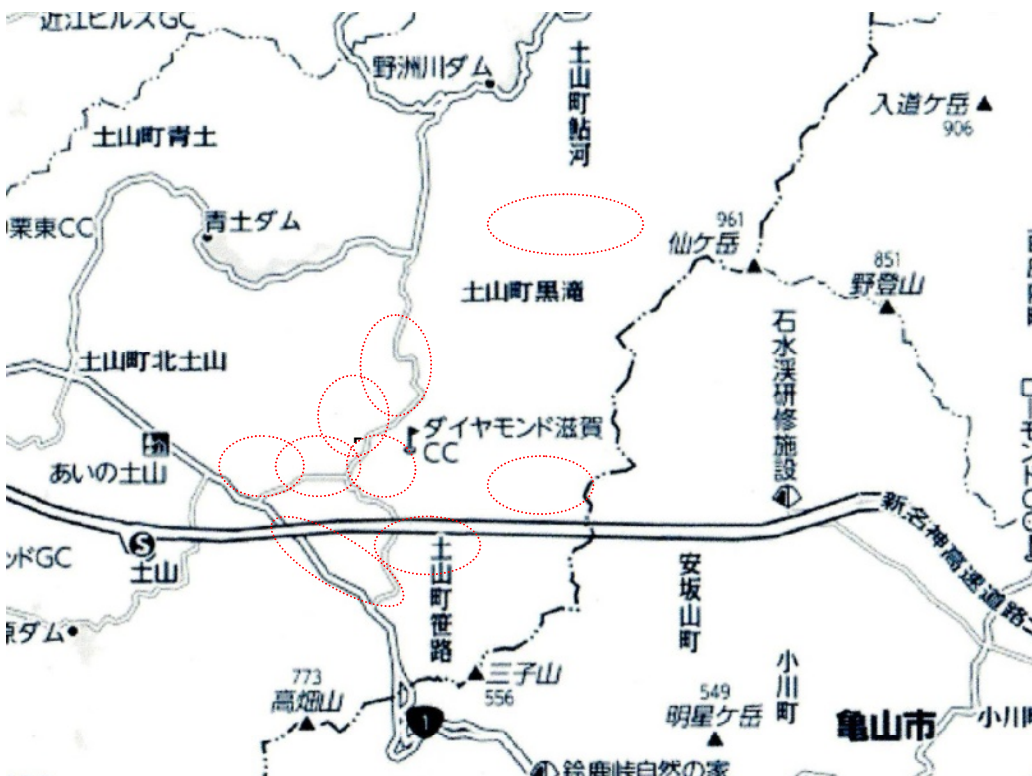 近江ヒルズGC
野洲川ダム
土山町鮎河
入道ケ岳
906
土山町青土
栗東CC
青土ダム
961
仙ケ岳
851
野登山
土山町黒滝
石水渓研修施設
土山町北土山
ダイヤモンド滋賀
CC
あいの土山
新名神高速道路
S
土山
ンドGC
土山町笹路
安坂山町
原ダム
三子山
556
773
高畑山
小川町
549
明星ケ岳
1
亀山市
小川町
鈴鹿峠自然の家